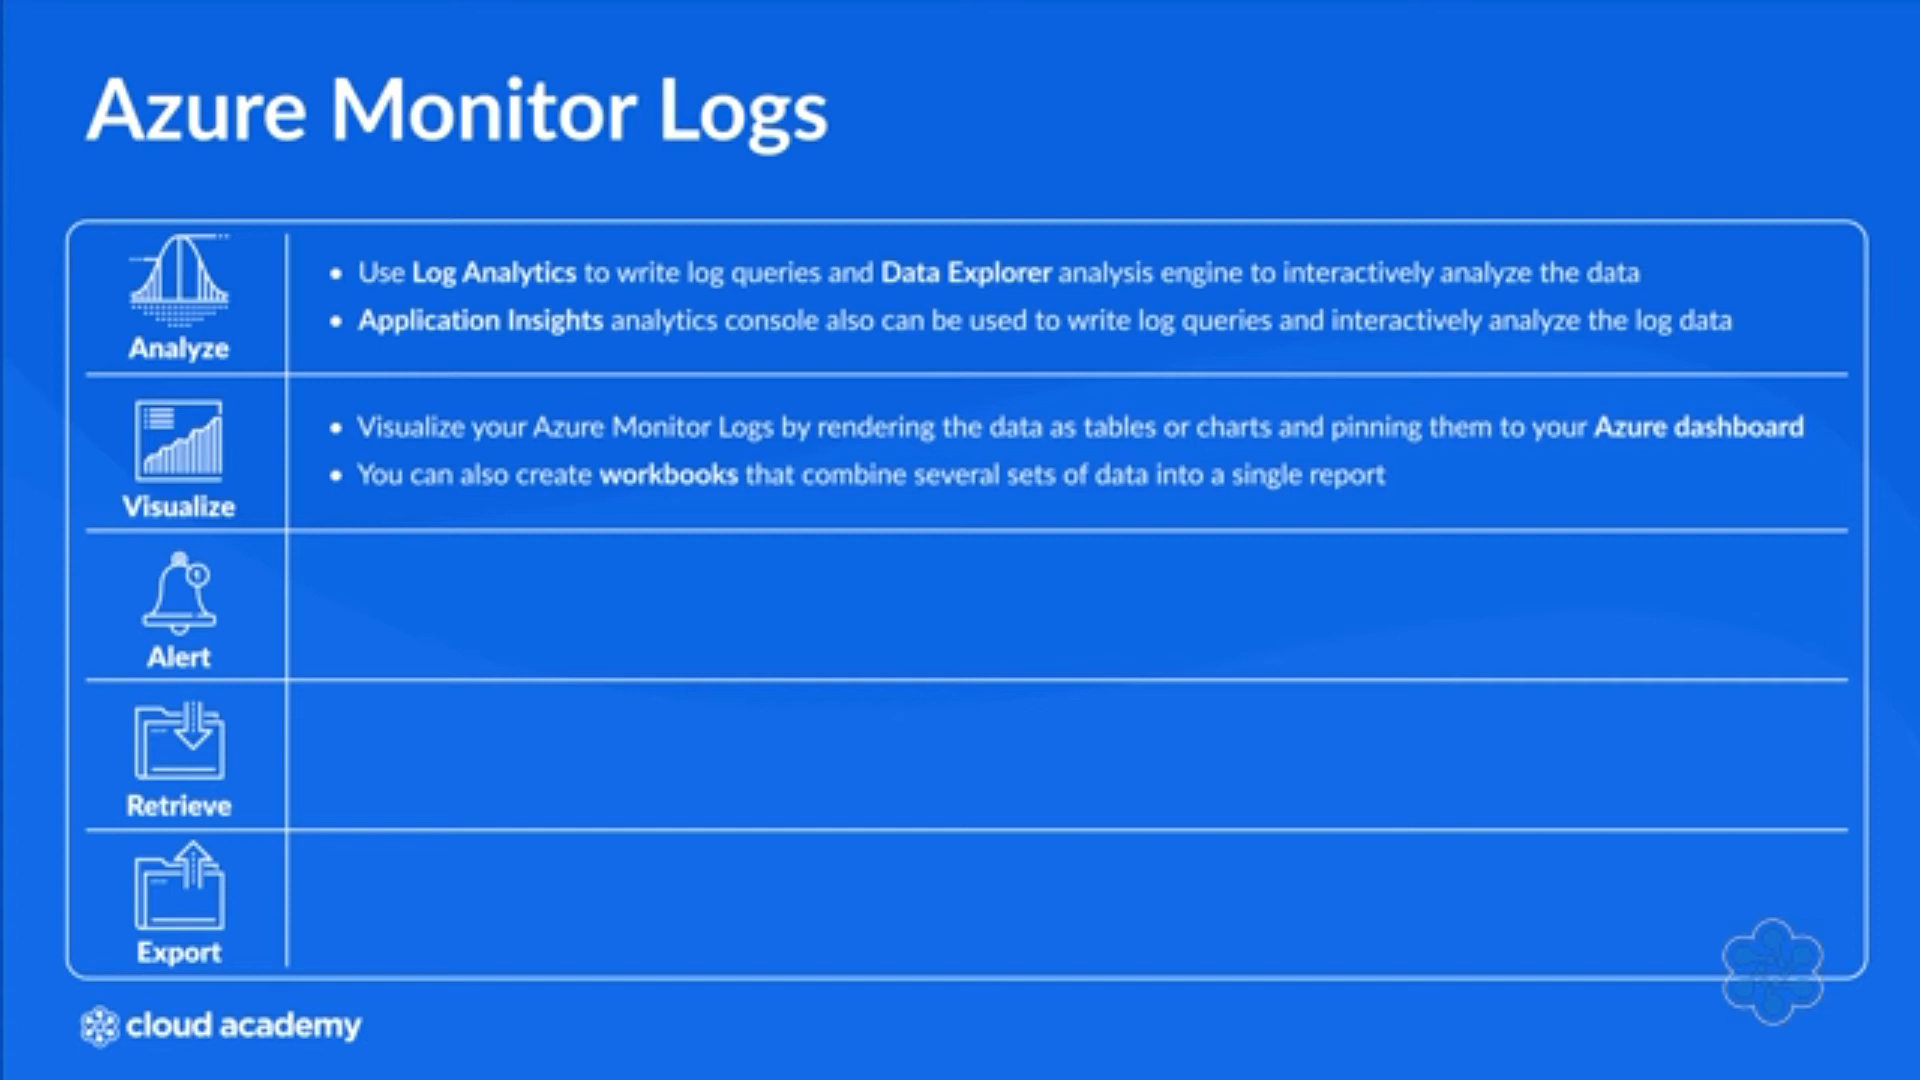 Azure Monitor Logs
Analyze
• Use Log Analytics to write log queries and Data Explorer analysis engine to interactively analyze the data
• Application Insights analytics console also can be used to write log queries and interactively analyze the log data
Visualize
• Visualize your Azure Monitor Logs by rendering the data as tables or charts and pinning them to your Azure dashboard
• You can also create workbooks that combine several sets of data into a single report
Alert
Retrieve
Export
cloud academy